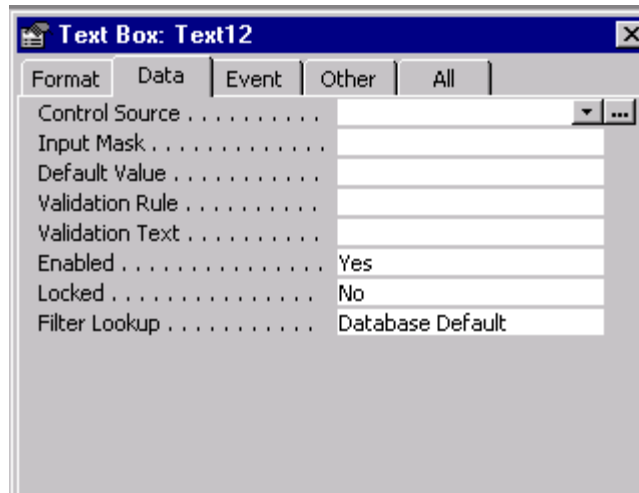 Text Box: Text12
Format Data Event Other All
Control Source . . . . . . . . . .
Input Mask . . . . . . . . . . . . .
Default Value . . . . . . . . . . .
Validation Rule . . . . . . . . . .
Validation Text . . . . . . . . . .
Enabled . . . . . . . . . . . . . . . Yes
Locked . . . . . . . . . . . . . . . No
Filter Lookup . . . . . . . . . . . Database Default